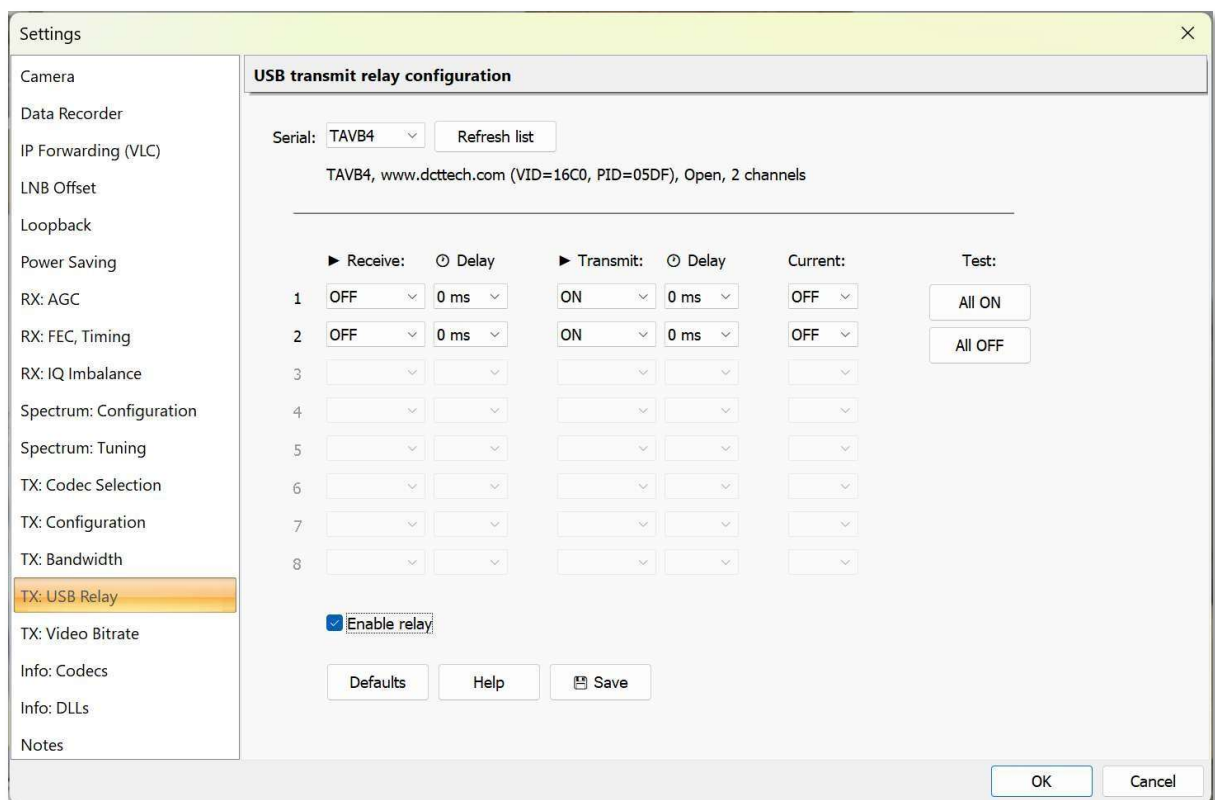 Settings
Camera
Data Recorder
IP Forwarding (VLC)
LNB Offset
Loopback
Power Saving
RX: AGC
RX: FEC, Timing
RX: IQ Imbalance
Spectrum: Configuration
Spectrum: Tuning
TX: Codec Selection
TX: Configuration
TX: Bandwidth
TX: USB Relay
TX: Video Bitrate
Info: Codecs
Info: DLLs
Notes
USB transmit relay configuration
Serial: TAVB4 Refresh list
TAVB4, www.dcttech.com (VID=16C0, PID=05DF), Open, 2 channels
► Receive: Delay ► Transmit: Delay Current: Test:
1 OFF 0 ms ON 0 ms OFF All ON
2 OFF 0 ms ON 0 ms OFF All OFF
3
4
5
6
7
8
Enable relay
Defaults Help Save
OK Cancel